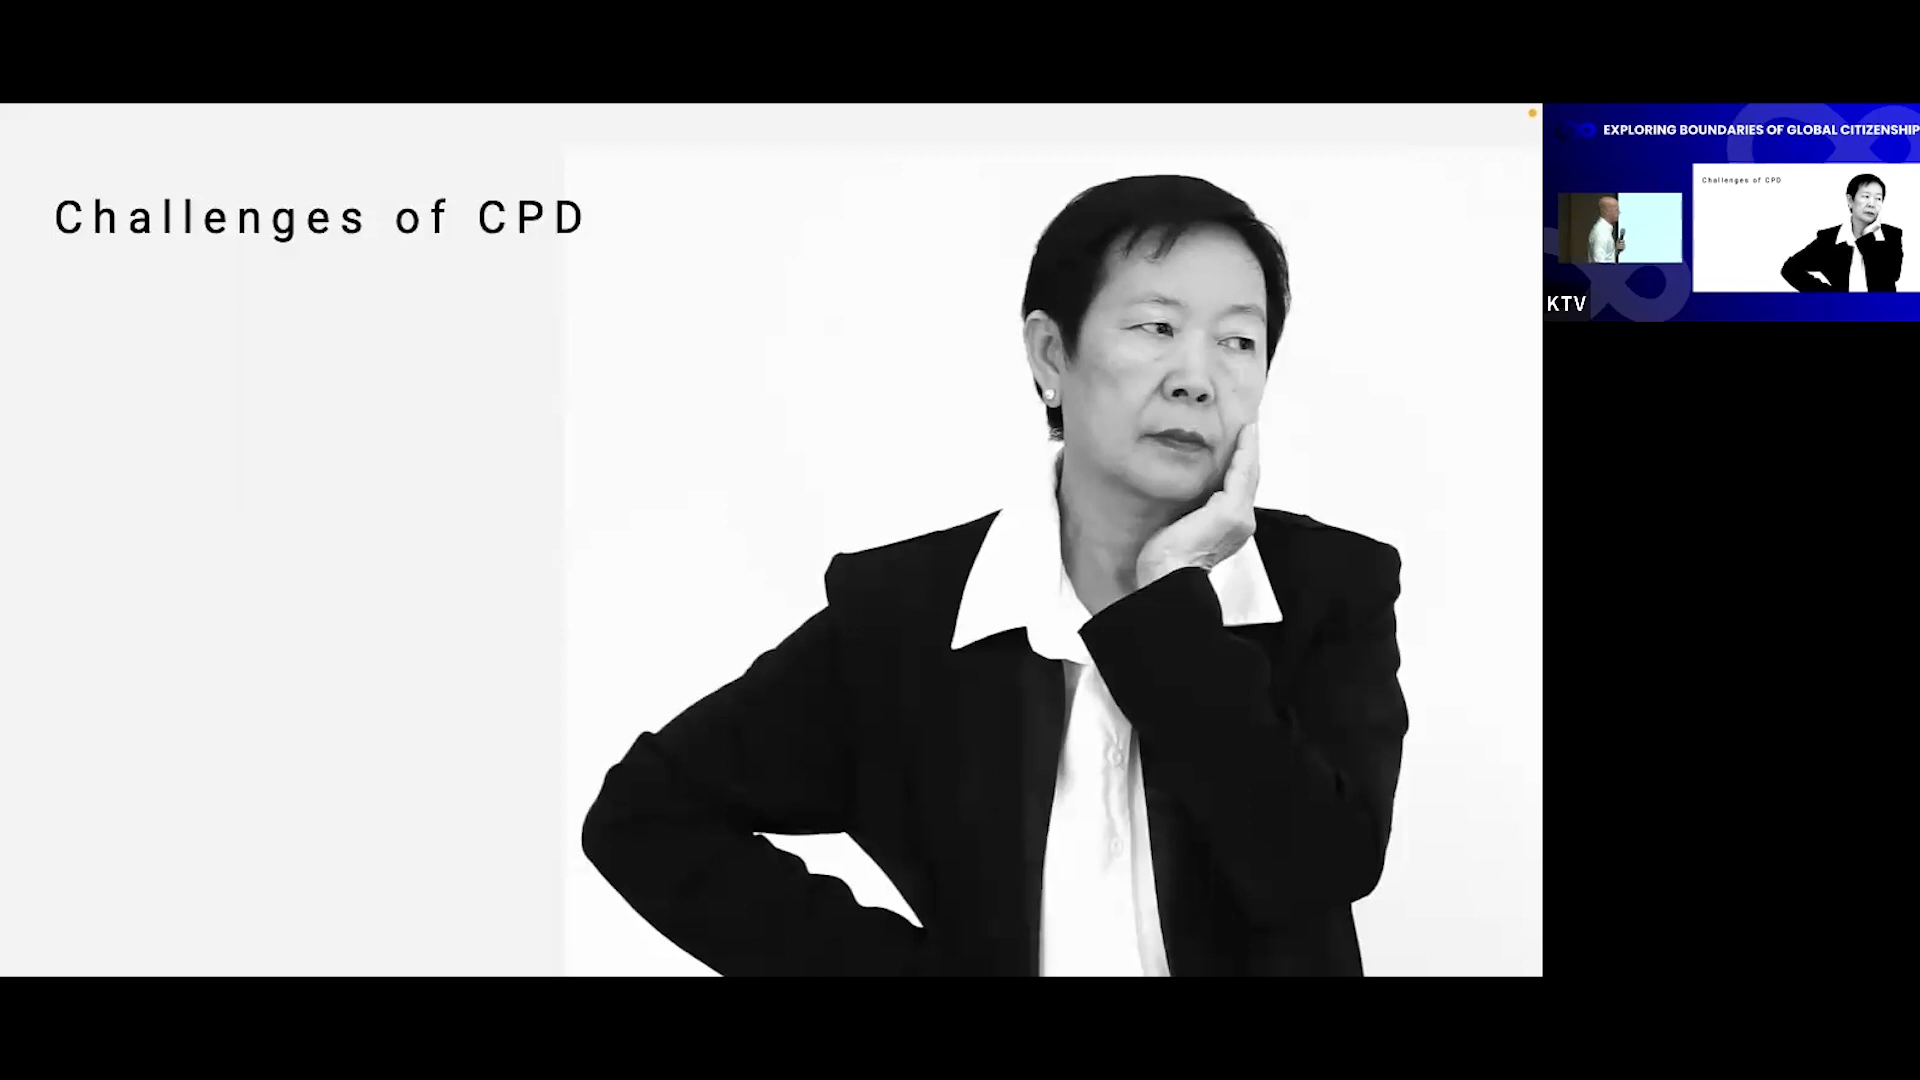 Challenges of CPD
EXPLORING BOUNDARIES OF GLOBAL CITIZENSHIP
Challenges of CPD
KTV